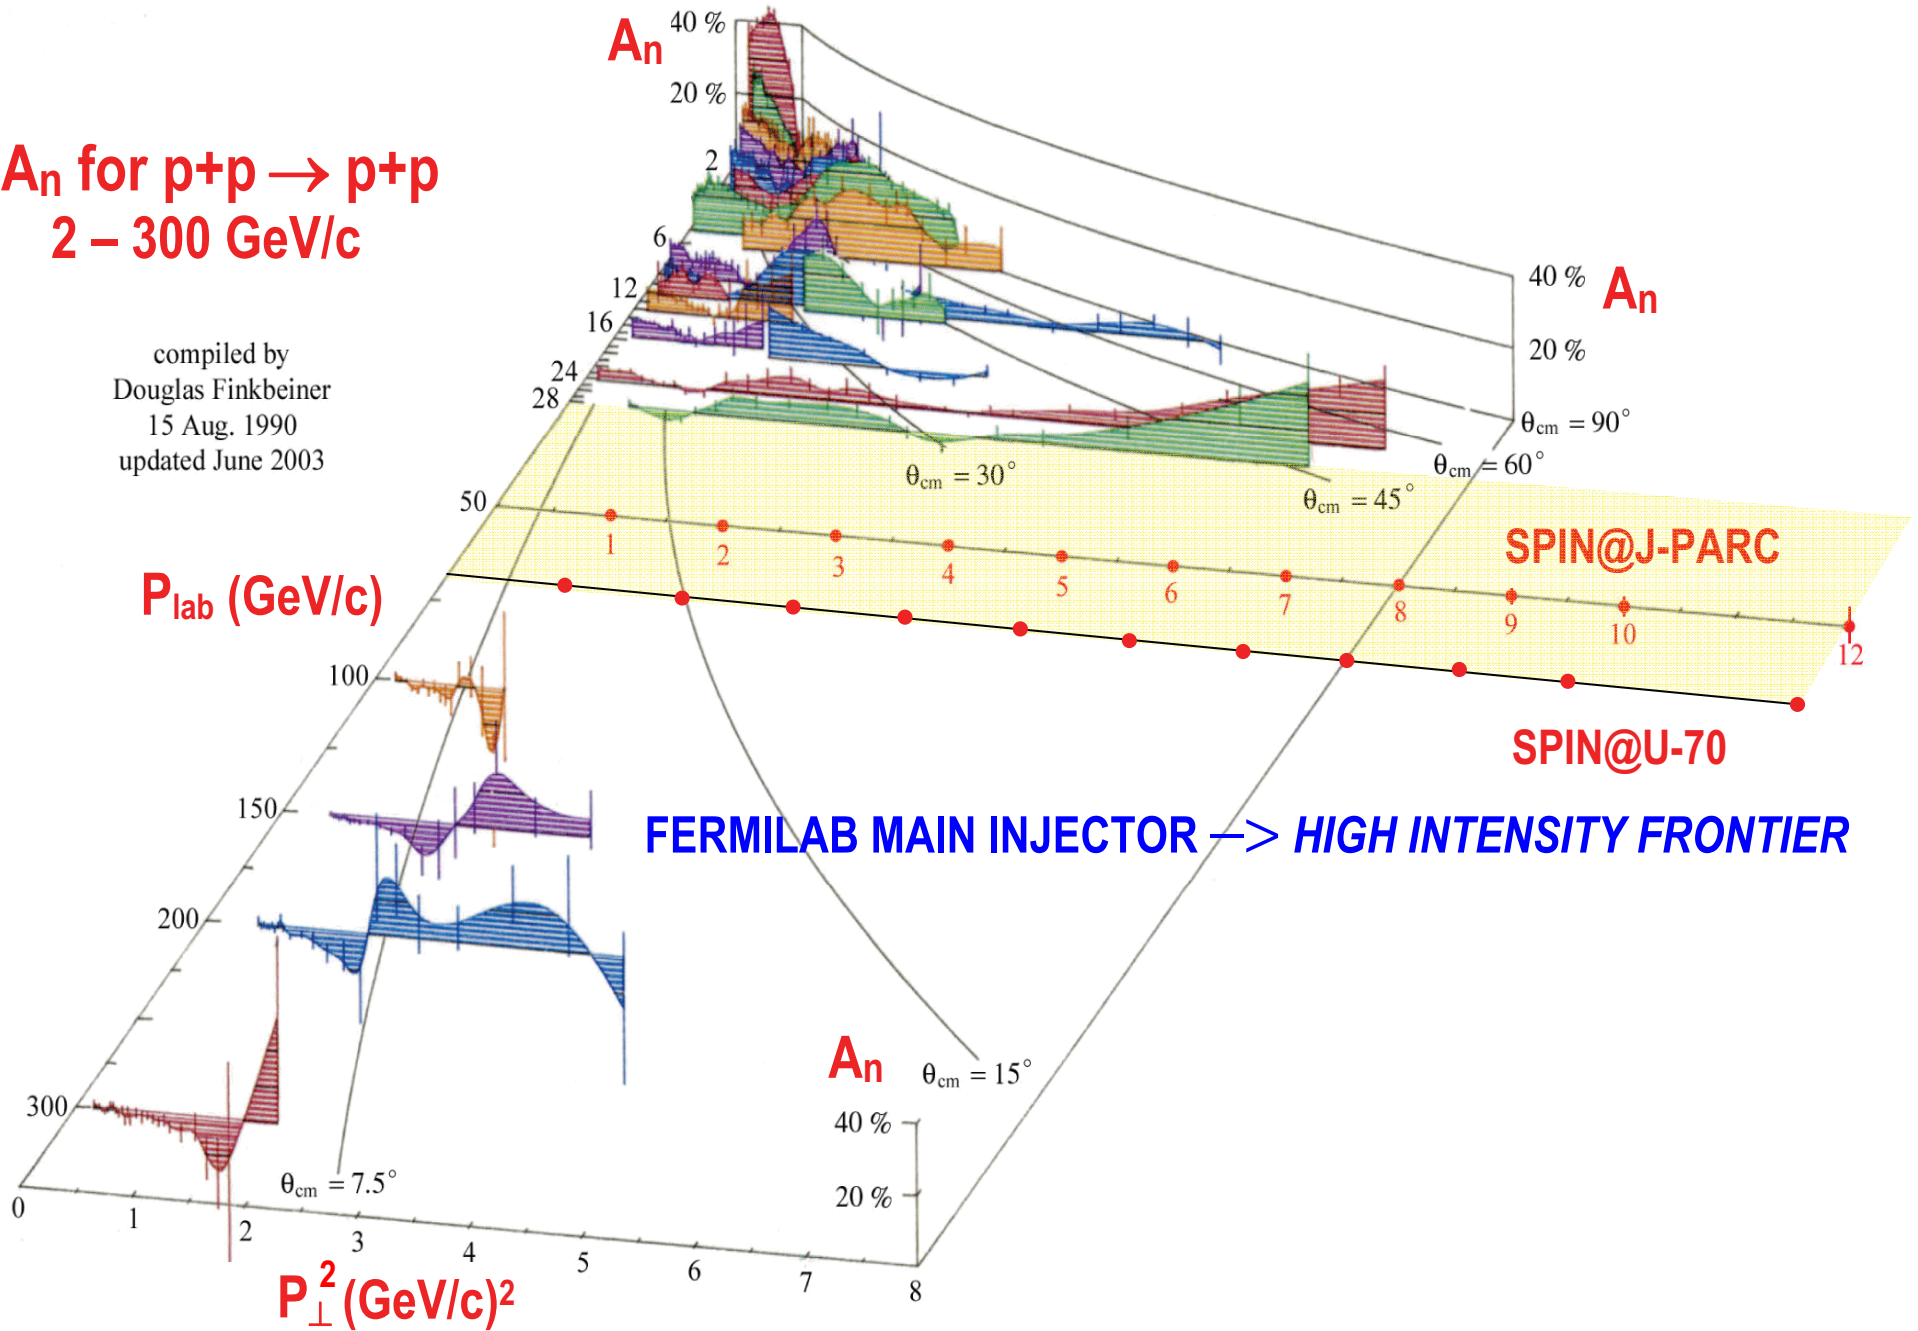 An
40 %
20 %
2
6
12
16
24
28
50
100
150
200
300
An for p+p → p+p
2 – 300 GeV/c
compiled by
Douglas Finkbeiner
15 Aug. 1990
updated June 2003
40 %
An
20 %
θcm = 90°
θcm = 60°
θcm = 30°
θcm = 45°
SPIN@J-PARC
1 2 3 4 5 6 7 8 9 10 12
Plab (GeV/c)
SPIN@U-70
FERMILAB MAIN INJECTOR —> HIGH INTENSITY FRONTIER
An
θcm = 15°
40 %
20 %
θcm = 7.5°
0 1 2 3 4 5 6 7 8
P⊥² (GeV/c)²